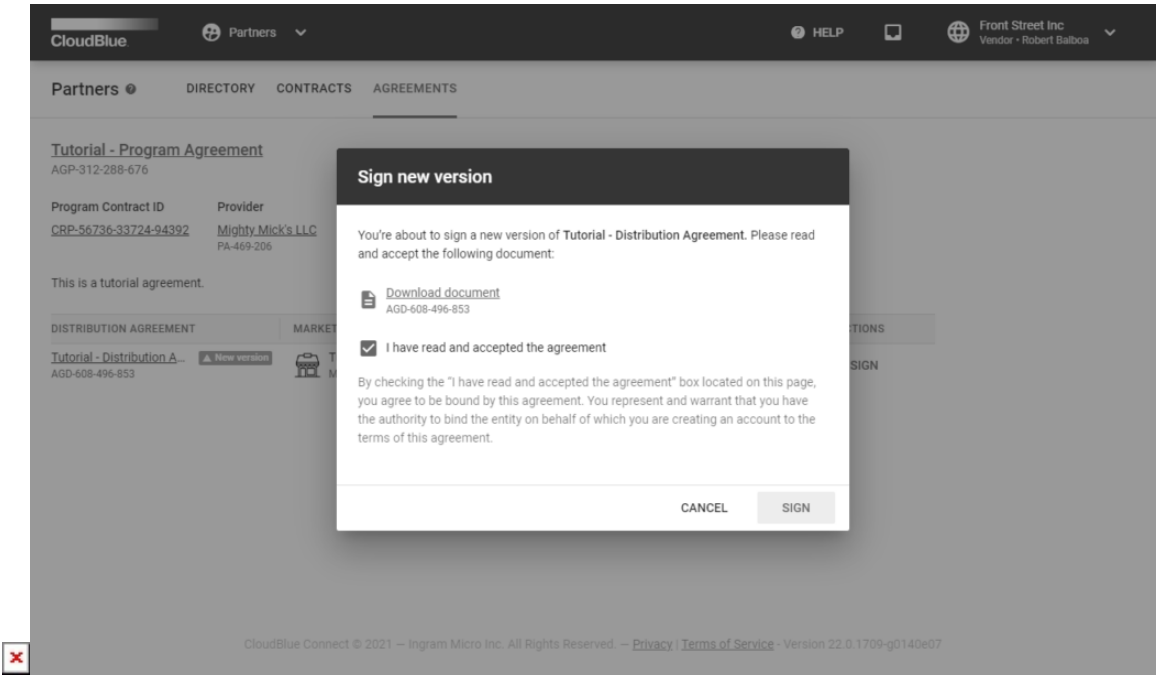 CloudBlue.
Partners
HELP
Front Street Inc
Vendor • Robert Balboa
Partners
DIRECTORY CONTRACTS AGREEMENTS
Tutorial - Program Agreement
AGP-312-288-676
Program Contract ID Provider
CRP-56736-33724-94392 Mighty Mick's LLC
PA-469-206
This is a tutorial agreement.
DISTRIBUTION AGREEMENT MARKET
Tutorial - Distribution A... New version
AGD-608-496-853
SIGN
Sign new version
You're about to sign a new version of Tutorial - Distribution Agreement. Please read
and accept the following document:
Download document
AGD-608-496-853
I have read and accepted the agreement
By checking the "I have read and accepted the agreement" box located on this page,
you agree to be bound by this agreement. You represent and warrant that you have
the authority to bind the entity on behalf of which you are creating an account to the
terms of this agreement.
CANCEL SIGN
CloudBlue Connect © 2021 — Ingram Micro Inc. All Rights Reserved. — Privacy | Terms of Service - Version 22.0.1709-g0140e07